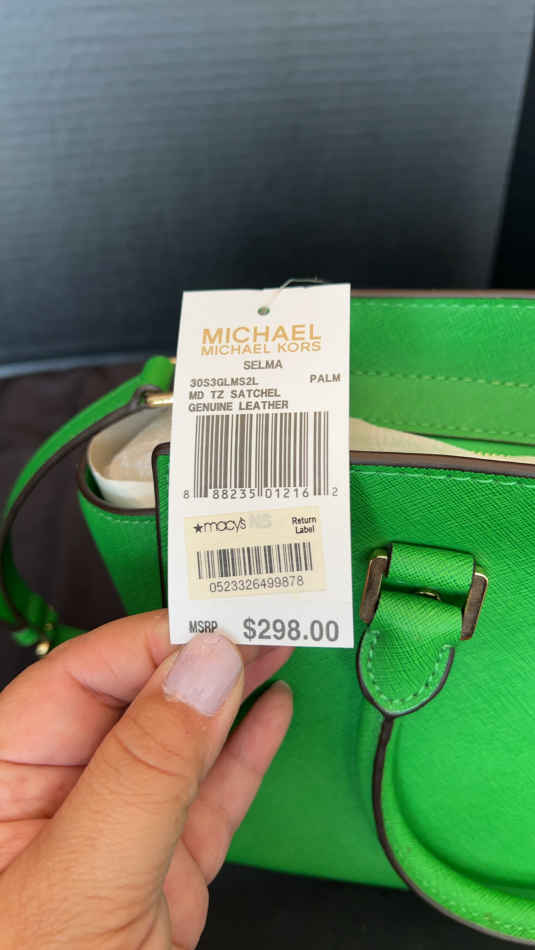 MICHAEL
MICHAEL KORS
SELMA
30S3GLMS2L PALM
MD TZ SATCHEL
GENUINE LEATHER
8 88235 01216 2
★macy's NS Return
Label
0523326499878
MSRP $298.00